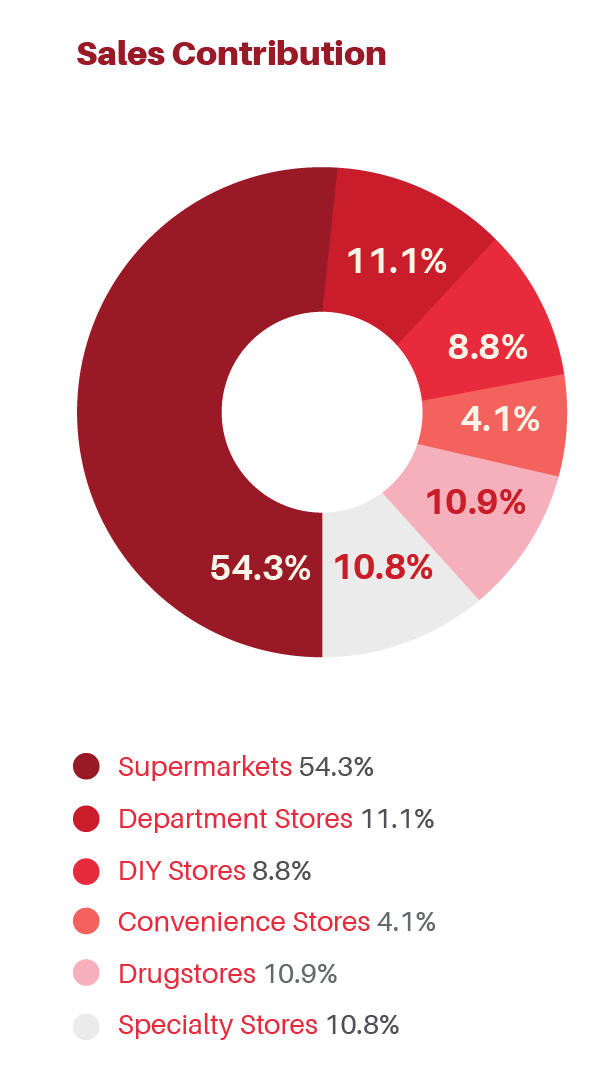 Sales Contribution
11.1%
8.8%
4.1%
10.9%
54.3% 10.8%
Supermarkets 54.3%
Department Stores 11.1%
DIY Stores 8.8%
Convenience Stores 4.1%
Drugstores 10.9%
Specialty Stores 10.8%